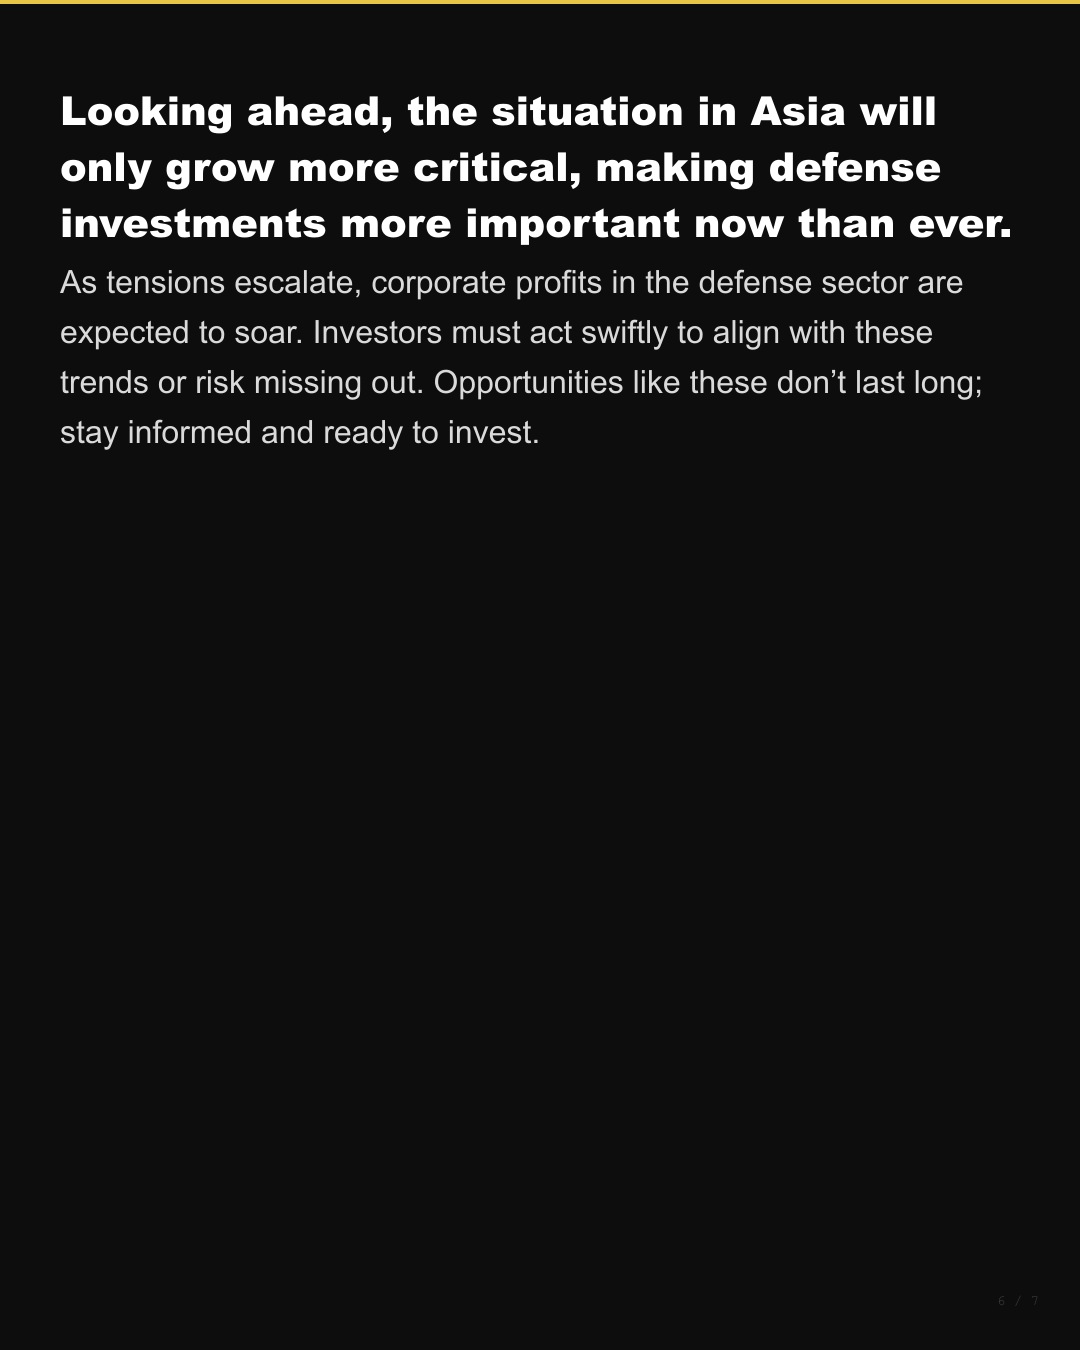 Looking ahead, the situation in Asia will
only grow more critical, making defense
investments more important now than ever.
As tensions escalate, corporate profits in the defense sector are
expected to soar. Investors must act swiftly to align with these
trends or risk missing out. Opportunities like these don’t last long;
stay informed and ready to invest.
6 / 7